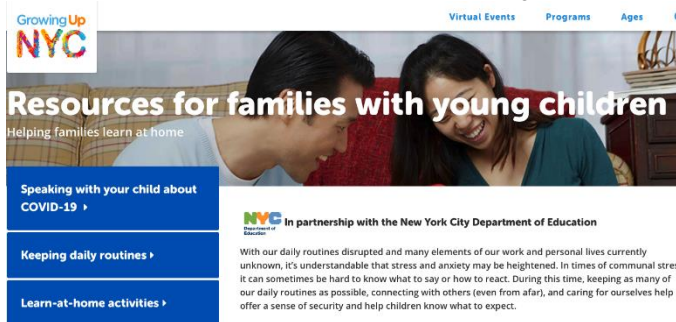 Growing Up
NYC
Virtual Events Programs Ages
Resources for families with young children
Helping families learn at home
Speaking with your child about
COVID-19
Keeping daily routines
Learn-at-home activities
NYC
Department of
Education
In partnership with the New York City Department of Education
With our daily routines disrupted and many elements of our work and personal lives currently
unknown, it's understandable that stress and anxiety may be heightened. In times of communal stres
it can sometimes be hard to know what to say or how to react. During this time, keeping as many of
our daily routines as possible, connecting with others (even from afar), and caring for ourselves help
offer a sense of security and help children know what to expect.